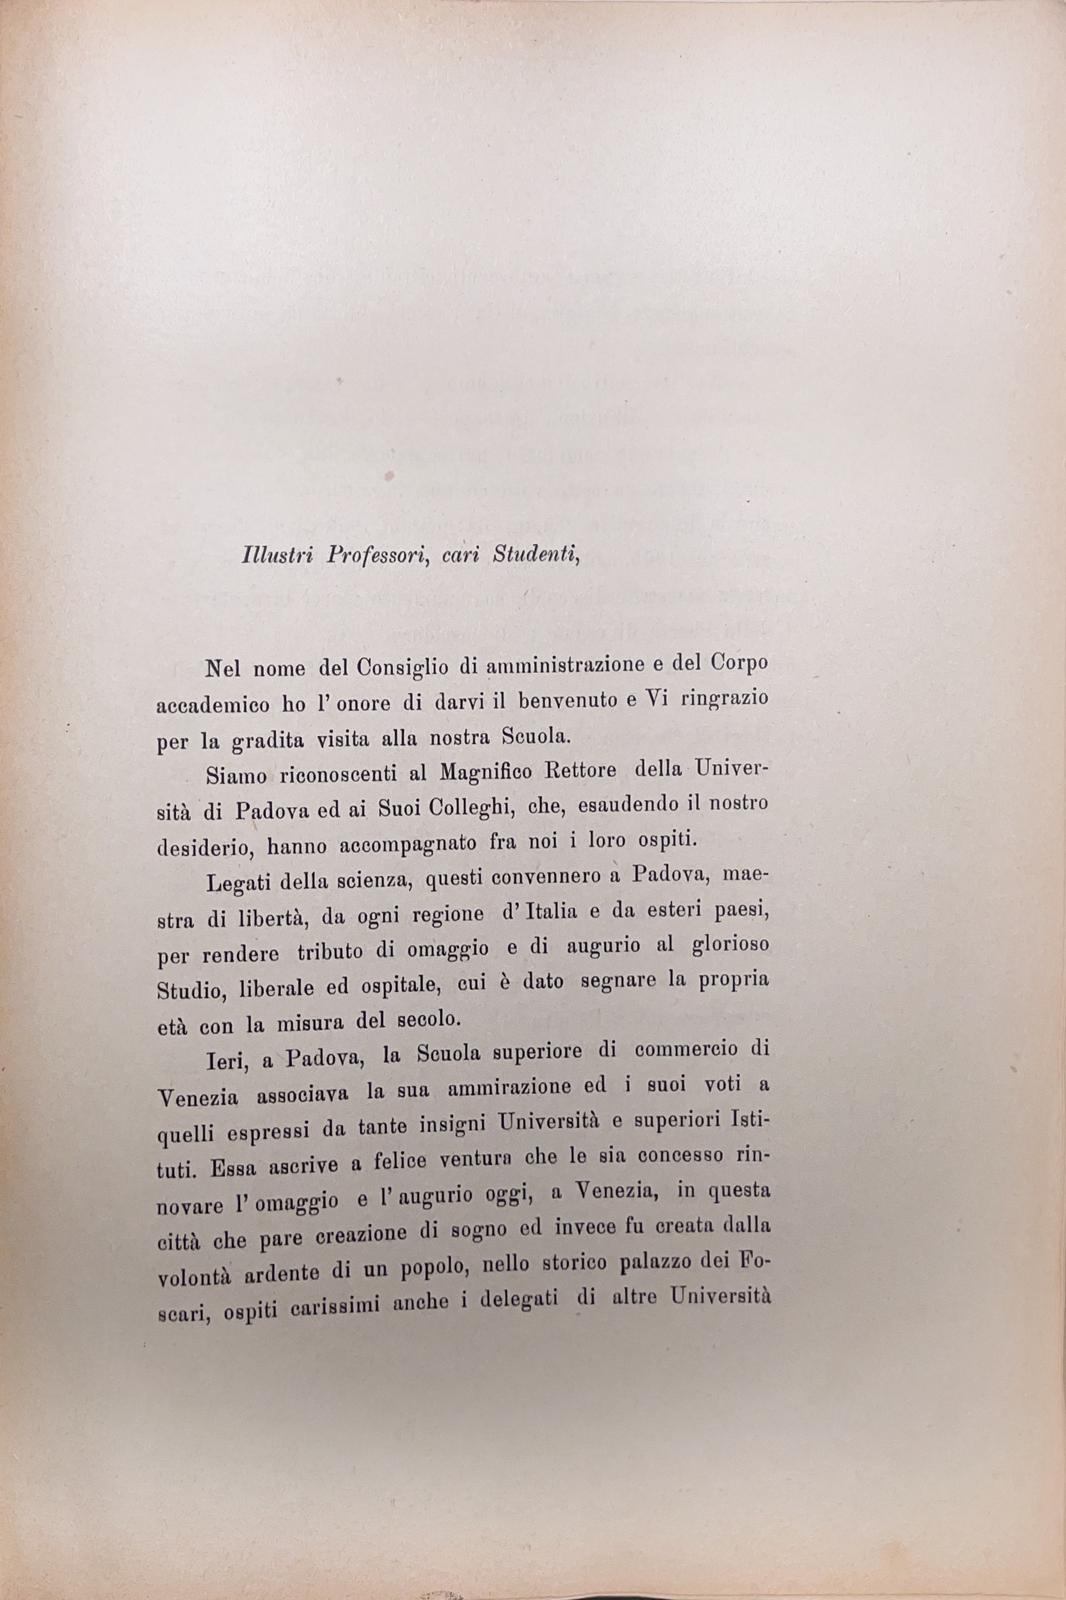 Illustri Professori, cari Studenti,
Nel nome del Consiglio di amministrazione e del Corpo
accademico ho l' onore di darvi il benvenuto e Vi ringrazio
per la gradita visita alla nostra Scuola.
Siamo riconoscenti al Magnifico Rettore della Univer-
sità di Padova ed ai Suoi Colleghi, che, esaudendo il nostro
desiderio, hanno accompagnato fra noi i loro ospiti.
Legati della scienza, questi convennero a Padova, mae-
stra di libertà, da ogni regione d' Italia e da esteri paesi,
per rendere tributo di omaggio e di augurio al glorioso
Studio, liberale ed ospitale, cui è dato segnare la propria
età con la misura del secolo.
Ieri, a Padova, la Scuola superiore di commercio di
Venezia associava la sua ammirazione ed i suoi voti a
quelli espressi da tante insigni Università e superiori Isti-
tuti. Essa ascrive a felice ventura che le sia concesso rin-
novare l' omaggio e l' augurio oggi, a Venezia, in questa
città che pare creazione di sogno ed invece fu creata dalla
volontà ardente di un popolo, nello storico palazzo dei Fo-
scari, ospiti carissimi anche i delegati di altre Università